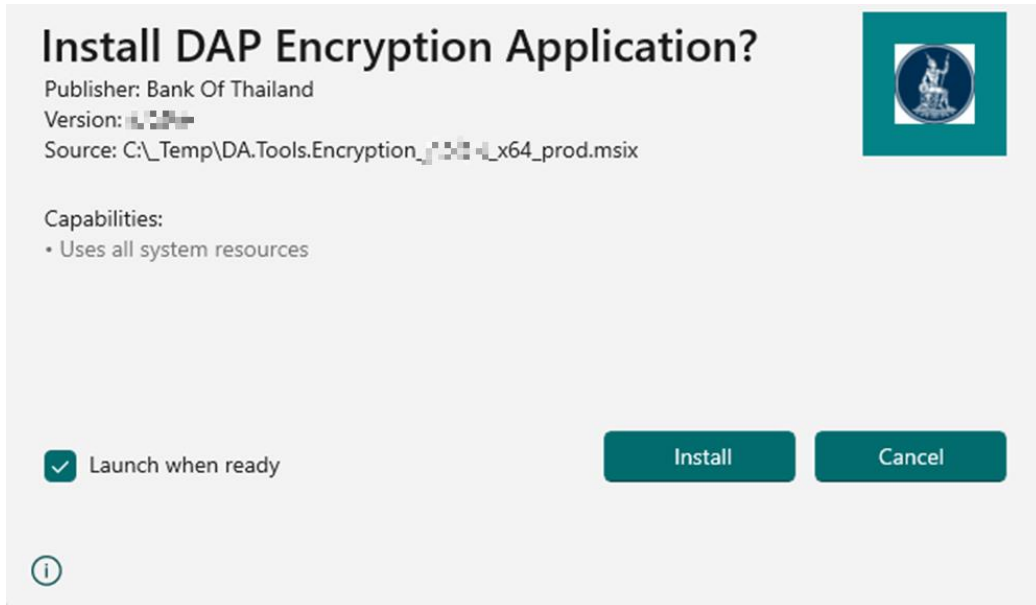 Install DAP Encryption Application?
Publisher: Bank Of Thailand
Version:
Source: C:\_Temp\DA.Tools.Encryption_ _x64_prod.msix
Capabilities:
• Uses all system resources
Launch when ready
Install
Cancel